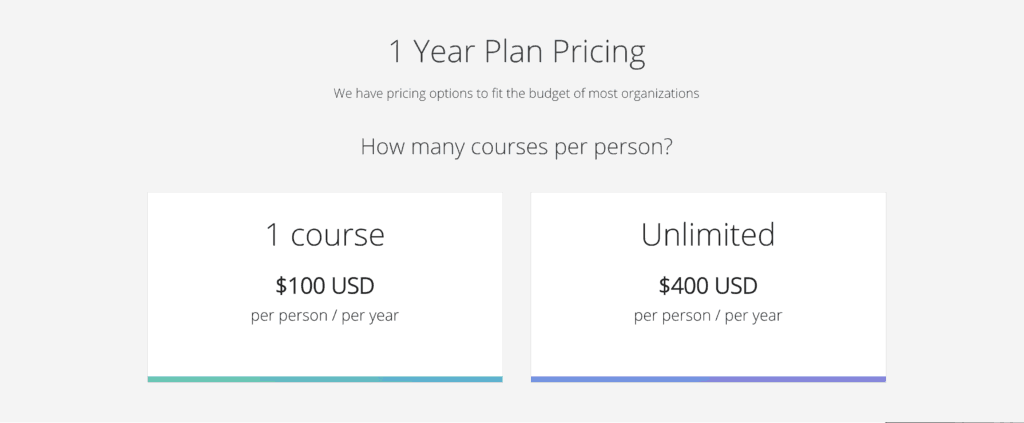 1 Year Plan Pricing
We have pricing options to fit the budget of most organizations
How many courses per person?
1 course
$100 USD
per person / per year
Unlimited
$400 USD
per person / per year